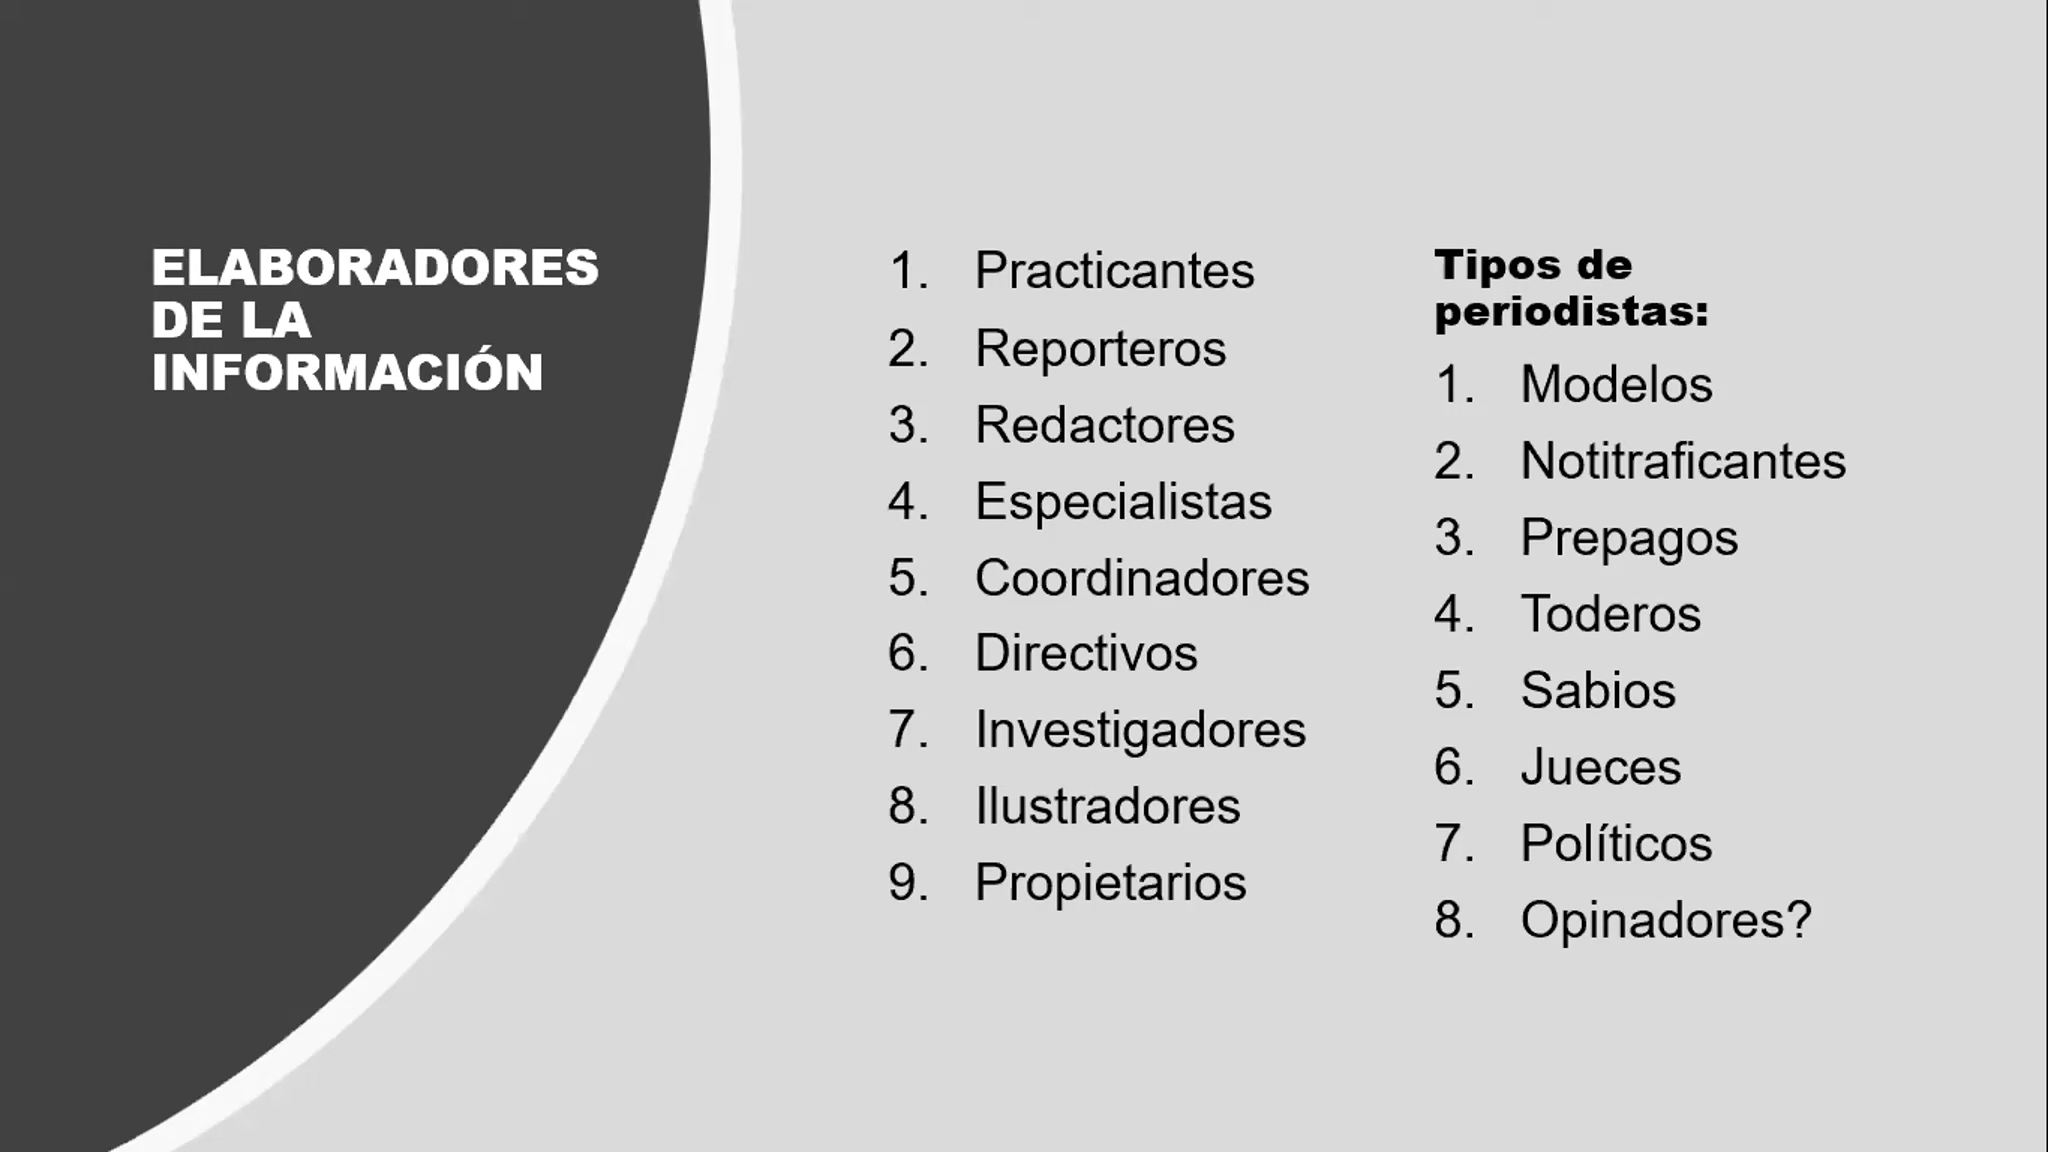 ELABORADORES
DE LA
INFORMACIÓN
1. Practicantes
2. Reporteros
3. Redactores
4. Especialistas
5. Coordinadores
6. Directivos
7. Investigadores
8. Ilustradores
9. Propietarios
Tipos de
periodistas:
1. Modelos
2. Notitraficantes
3. Prepagos
4. Toderos
5. Sabios
6. Jueces
7. Políticos
8. Opinadores?